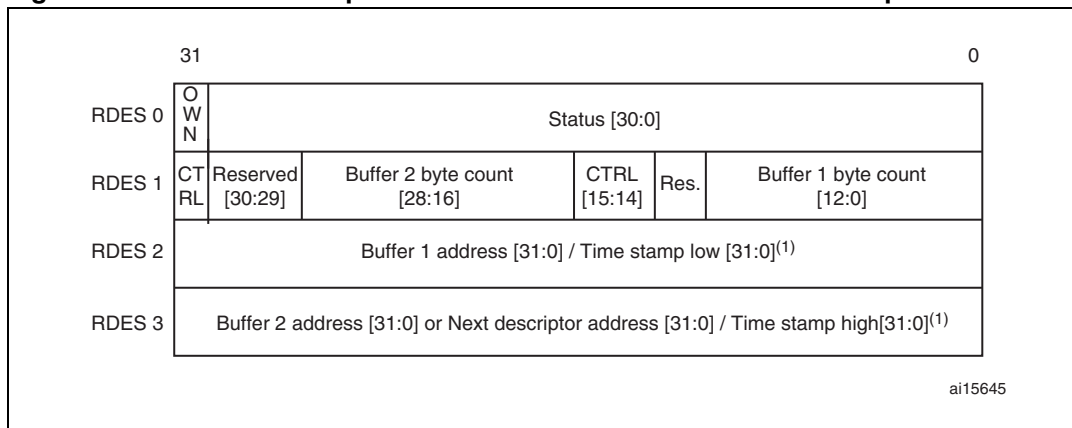 31 0
RDES 0 O W N Status [30:0]
RDES 1 CT RL Reserved [30:29] Buffer 2 byte count [28:16] CTRL [15:14] Res. Buffer 1 byte count [12:0]
RDES 2 Buffer 1 address [31:0] / Time stamp low [31:0](1)
RDES 3 Buffer 2 address [31:0] or Next descriptor address [31:0] / Time stamp high[31:0](1)
ai15645